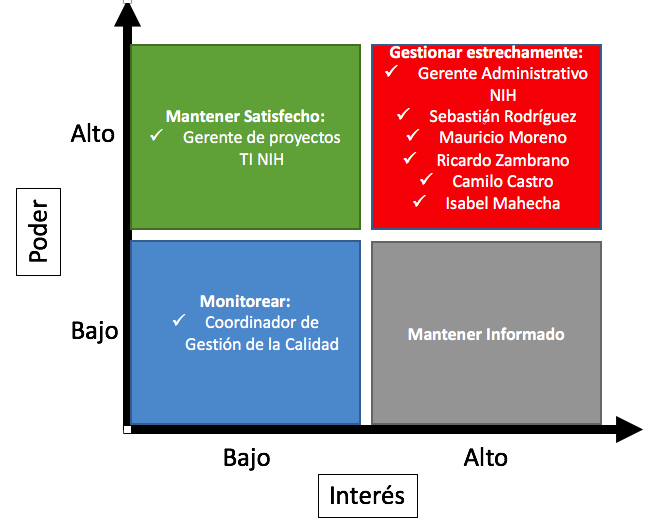 Gestionar estrechamente:
✓ Gerente Administrativo
NIH
✓ Sebastián Rodríguez
✓ Mauricio Moreno
✓ Ricardo Zambrano
✓ Camilo Castro
✓ Isabel Mahecha
Mantener Satisfecho:
✓ Gerente de proyectos
TI NIH
Alto
Poder
Monitorear:
✓ Coordinador de
Gestión de la Calidad
Mantener Informado
Bajo
Bajo
Alto
Interés